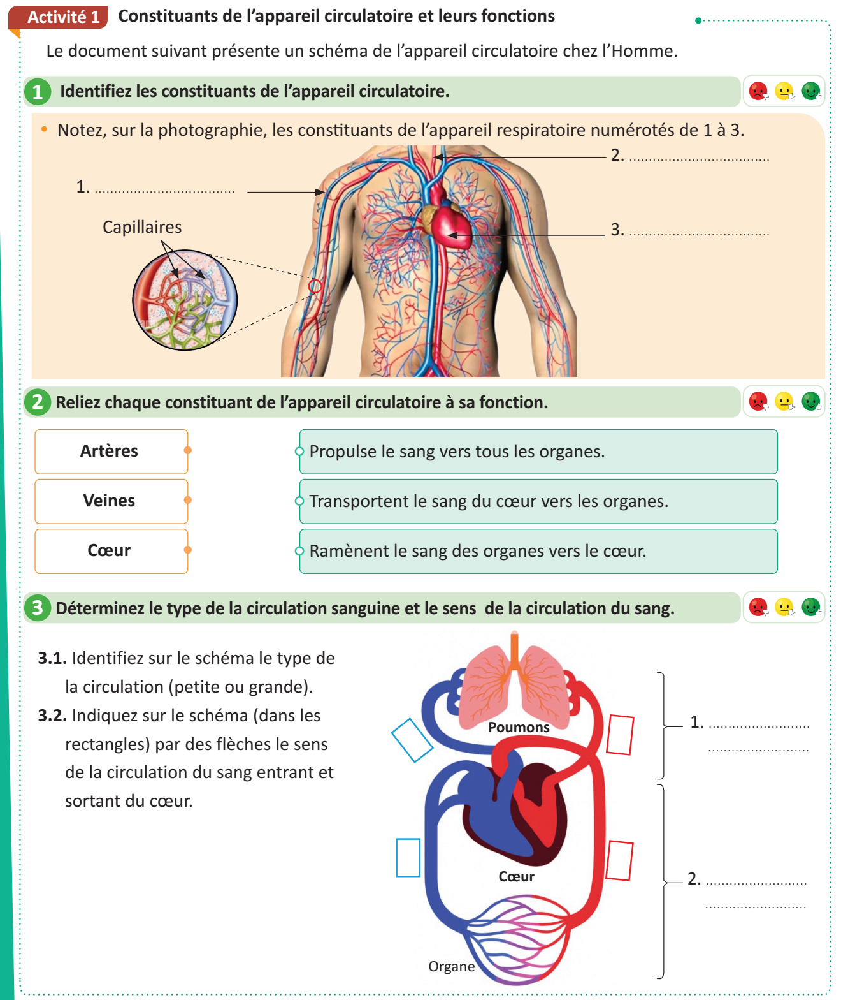 Activité 1 Constituants de l’appareil circulatoire et leurs fonctions
Le document suivant présente un schéma de l’appareil circulatoire chez l’Homme.
1 Identifiez les constituants de l’appareil circulatoire.
• Notez, sur la photographie, les constituants de l’appareil respiratoire numérotés de 1 à 3.
2. ................................
1. ................................
Capillaires
3. ................................
2 Reliez chaque constituant de l’appareil circulatoire à sa fonction.
Artères
Propulse le sang vers tous les organes.
Veines
Transportent le sang du cœur vers les organes.
Cœur
Ramènent le sang des organes vers le cœur.
3 Déterminez le type de la circulation sanguine et le sens de la circulation du sang.
3.1. Identifiez sur le schéma le type de
la circulation (petite ou grande).
3.2. Indiquez sur le schéma (dans les
rectangles) par des flèches le sens
de la circulation du sang entrant et
sortant du cœur.
Poumons
1. ..........................
..........................
Cœur
2. ..........................
..........................
Organe